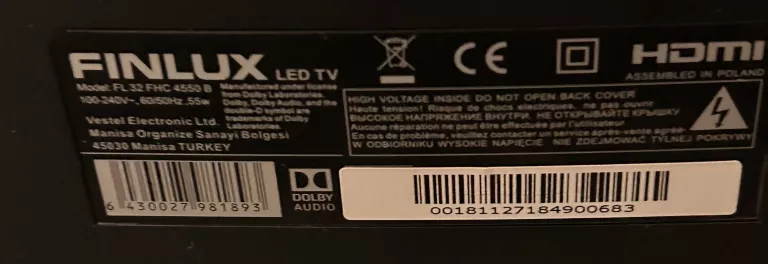 FINLUX LED TV
Model: FL 32 FHC 4550 B
100-240V~, 60/50Hz, 55w
Vestel Electronic Ltd.
Manisa Organize Sanayi Bolgesi
45030 Manisa TURKEY
Manufactured under license
from Dolby Laboratories.
Dolby, Dolby Audio, and the
double-D symbol are
trademarks of Dolby
Laboratories.
CE
HDMI
ASSEMBLED IN POLAND
HIGH VOLTAGE INSIDE DO NOT OPEN BACK COVER
Haute tension! Risque de chocs électriques, ne pas ouvrir.
ВЫСОКОЕ НАПРЯЖЕНИЕ ВНУТРИ. НЕ ОТКРЫВАТЬ КРЫШКУ
Aucune réparation ne peut être effectuée par l'utilisateur.
En cas de problème, veuillez contacter un service après-vente agréé.
W ODBIORNIKU WYSOKIE NAPIĘCIE NIE ZDEJMOWAĆ TYLNEJ POKRYWY
6 430027 981893
DOLBY
AUDIO
00181127184900683